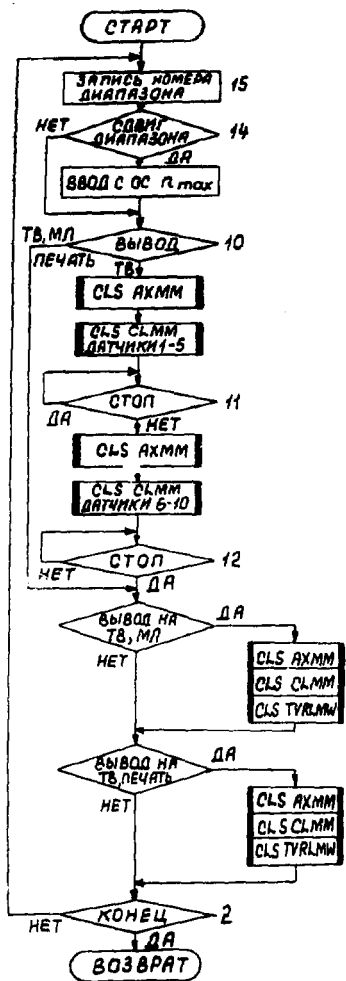 СТАРТ
ЗАПИСЬ НОМЕРА 15
ДИАПАЗОНА
НЕТ СДВИГ 14
ДИАПАЗОНА
ДА
ВВОД С ОС n max
ТВ, МЛ ВЫВОД 10
ПЕЧАТЬ
ТВ
CLS AXMM
CLS CLMM
ДАТЧИКИ 1-5
СТОП 11
ДА НЕТ
CLS AXMM
CLS CLMM
ДАТЧИКИ 6-10
СТОП 12
НЕТ ДА
ВЫВОД НА ДА
ТВ, МЛ
НЕТ
CLS AXMM
CLS CLMM
CLS TVRLMW
ВЫВОД НА ДА
ТВ, ПЕЧАТЬ
НЕТ
CLS AXMM
CLS CLMM
CLS TVRLMW
КОНЕЦ 2
НЕТ
ДА
ВОЗВРАТ